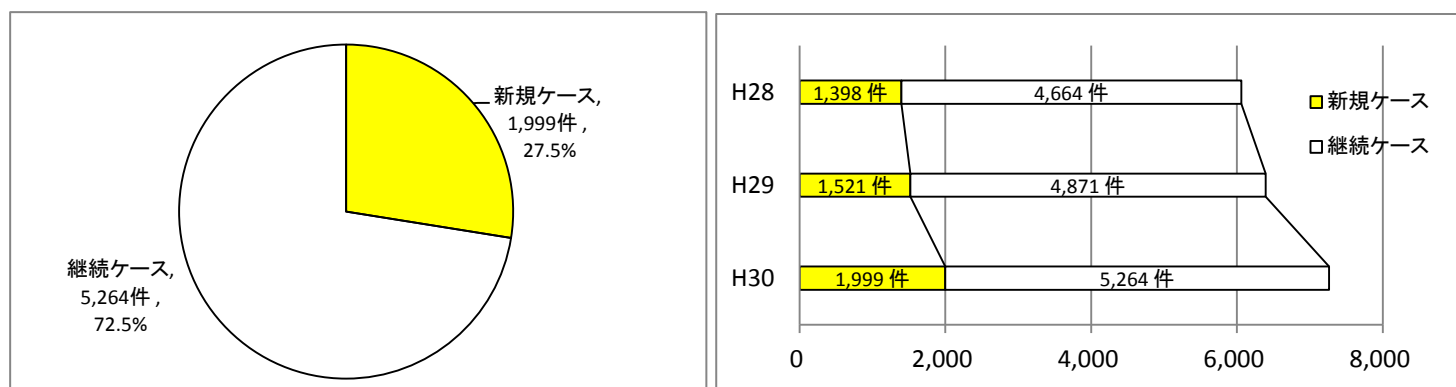 新規ケース,
1,999件 ,
27.5%
継続ケース,
5,264件 ,
72.5%
H28
1,398 件
4,664 件
新規ケース
継続ケース
H29
1,521 件
4,871 件
H30
1,999 件
5,264 件
0
2,000
4,000
6,000
8,000